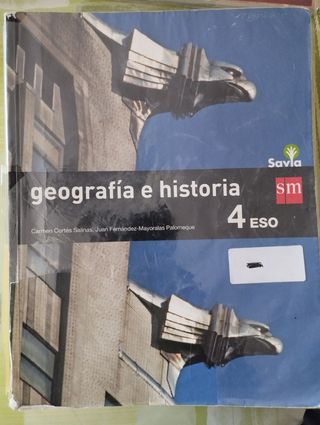 Savia
geografía e historia
sm
Carmen Cortés Salinas, Juan Fernández-Mayoralas Palomeque
4 ESO